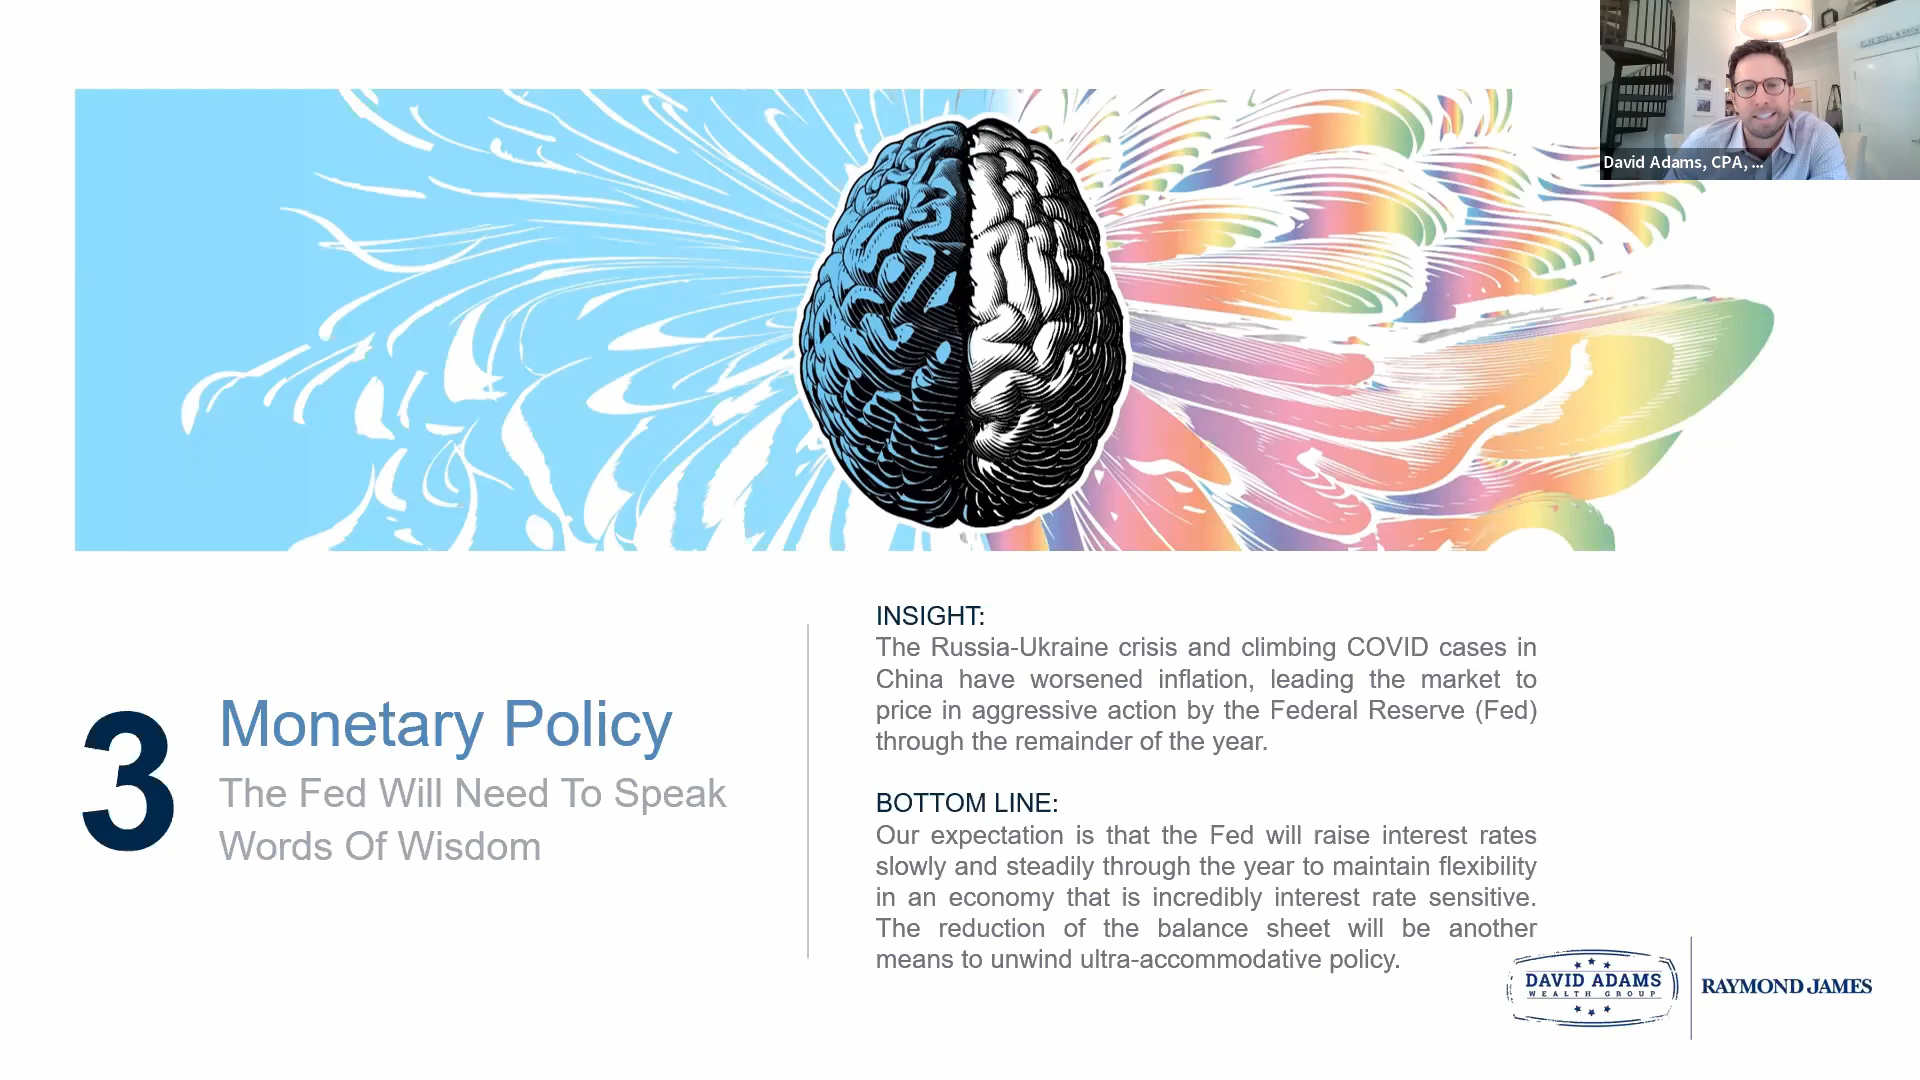 David Adams, CPA, ...
3
Monetary Policy
The Fed Will Need To Speak
Words Of Wisdom
INSIGHT:
The Russia-Ukraine crisis and climbing COVID cases in
China have worsened inflation, leading the market to
price in aggressive action by the Federal Reserve (Fed)
through the remainder of the year.
BOTTOM LINE:
Our expectation is that the Fed will raise interest rates
slowly and steadily through the year to maintain flexibility
in an economy that is incredibly interest rate sensitive.
The reduction of the balance sheet will be another
means to unwind ultra-accommodative policy.
DAVID ADAMS
WEALTH GROUP
RAYMOND JAMES